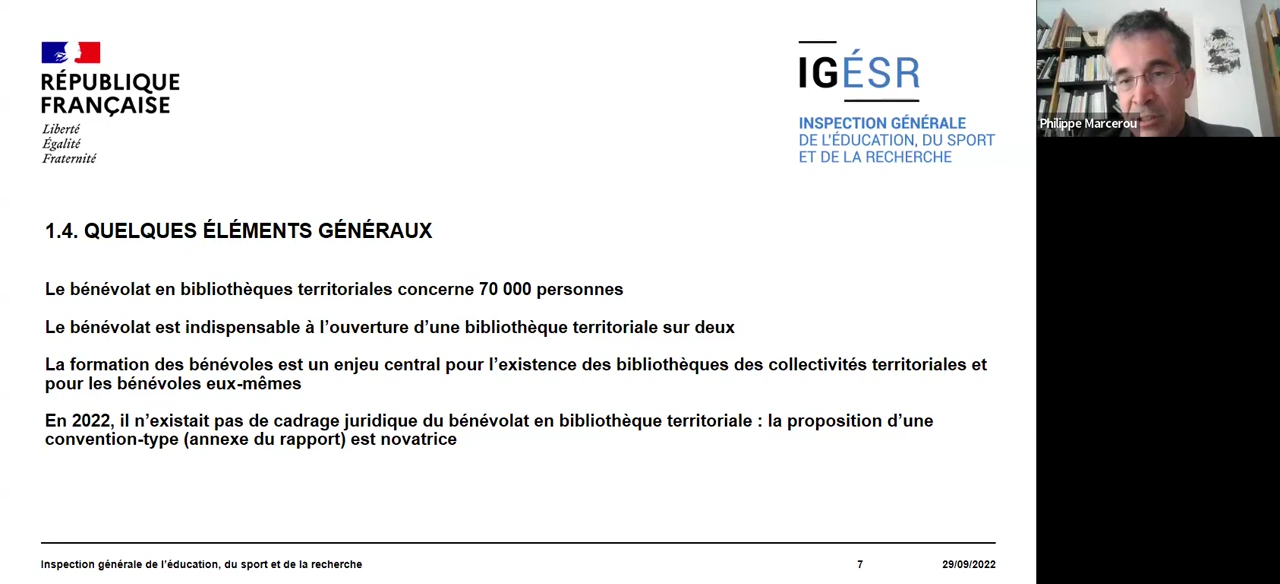 RÉPUBLIQUE
FRANÇAISE
Liberté
Égalité
Fraternité
IGÉSR
INSPECTION GÉNÉRALE
DE L'ÉDUCATION, DU SPORT
ET DE LA RECHERCHE
Philippe Marcerou
1.4. QUELQUES ÉLÉMENTS GÉNÉRAUX
Le bénévolat en bibliothèques territoriales concerne 70 000 personnes
Le bénévolat est indispensable à l’ouverture d’une bibliothèque territoriale sur deux
La formation des bénévoles est un enjeu central pour l’existence des bibliothèques des collectivités territoriales et
pour les bénévoles eux-mêmes
En 2022, il n’existait pas de cadrage juridique du bénévolat en bibliothèque territoriale : la proposition d’une
convention-type (annexe du rapport) est novatrice
Inspection générale de l’éducation, du sport et de la recherche
7
29/09/2022